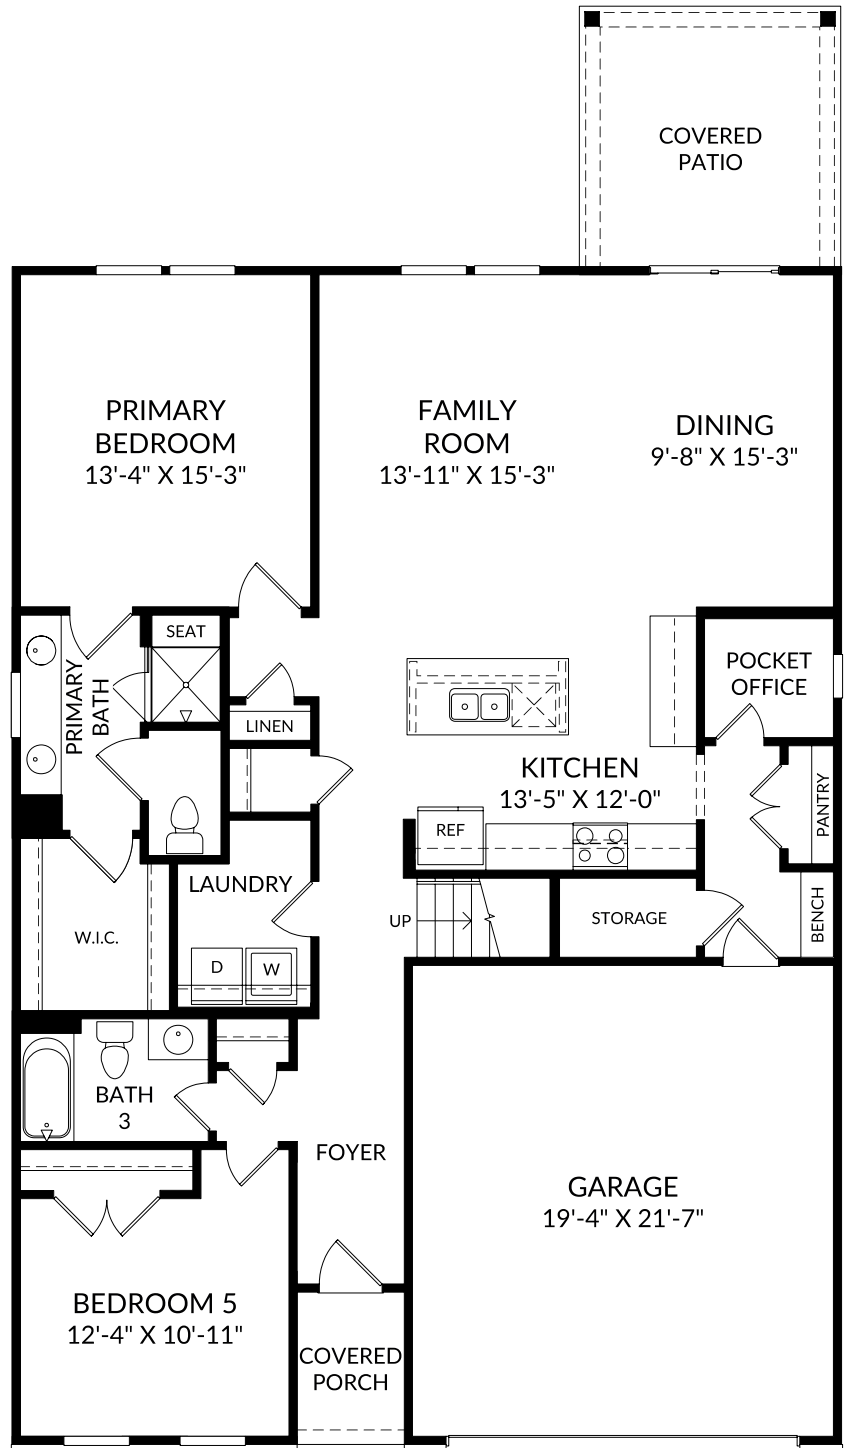 COVERED
PATIO
PRIMARY
BEDROOM
13'-4" X 15'-3"
FAMILY
ROOM
13'-11" X 15'-3"
DINING
9'-8" X 15'-3"
SEAT
PRIMARY
BATH
LINEN
POCKET
OFFICE
KITCHEN
13'-5" X 12'-0"
PANTRY
REF
LAUNDRY
W.I.C.
D
W
UP
STORAGE
BENCH
BATH
3
FOYER
GARAGE
19'-4" X 21'-7"
BEDROOM 5
12'-4" X 10'-11"
COVERED
PORCH